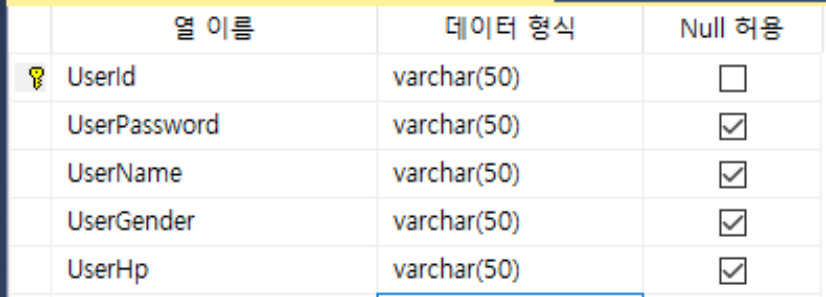 열 이름 데이터 형식 Null 허용
UserId varchar(50)
UserPassword varchar(50)
UserName varchar(50)
UserGender varchar(50)
UserHp varchar(50)